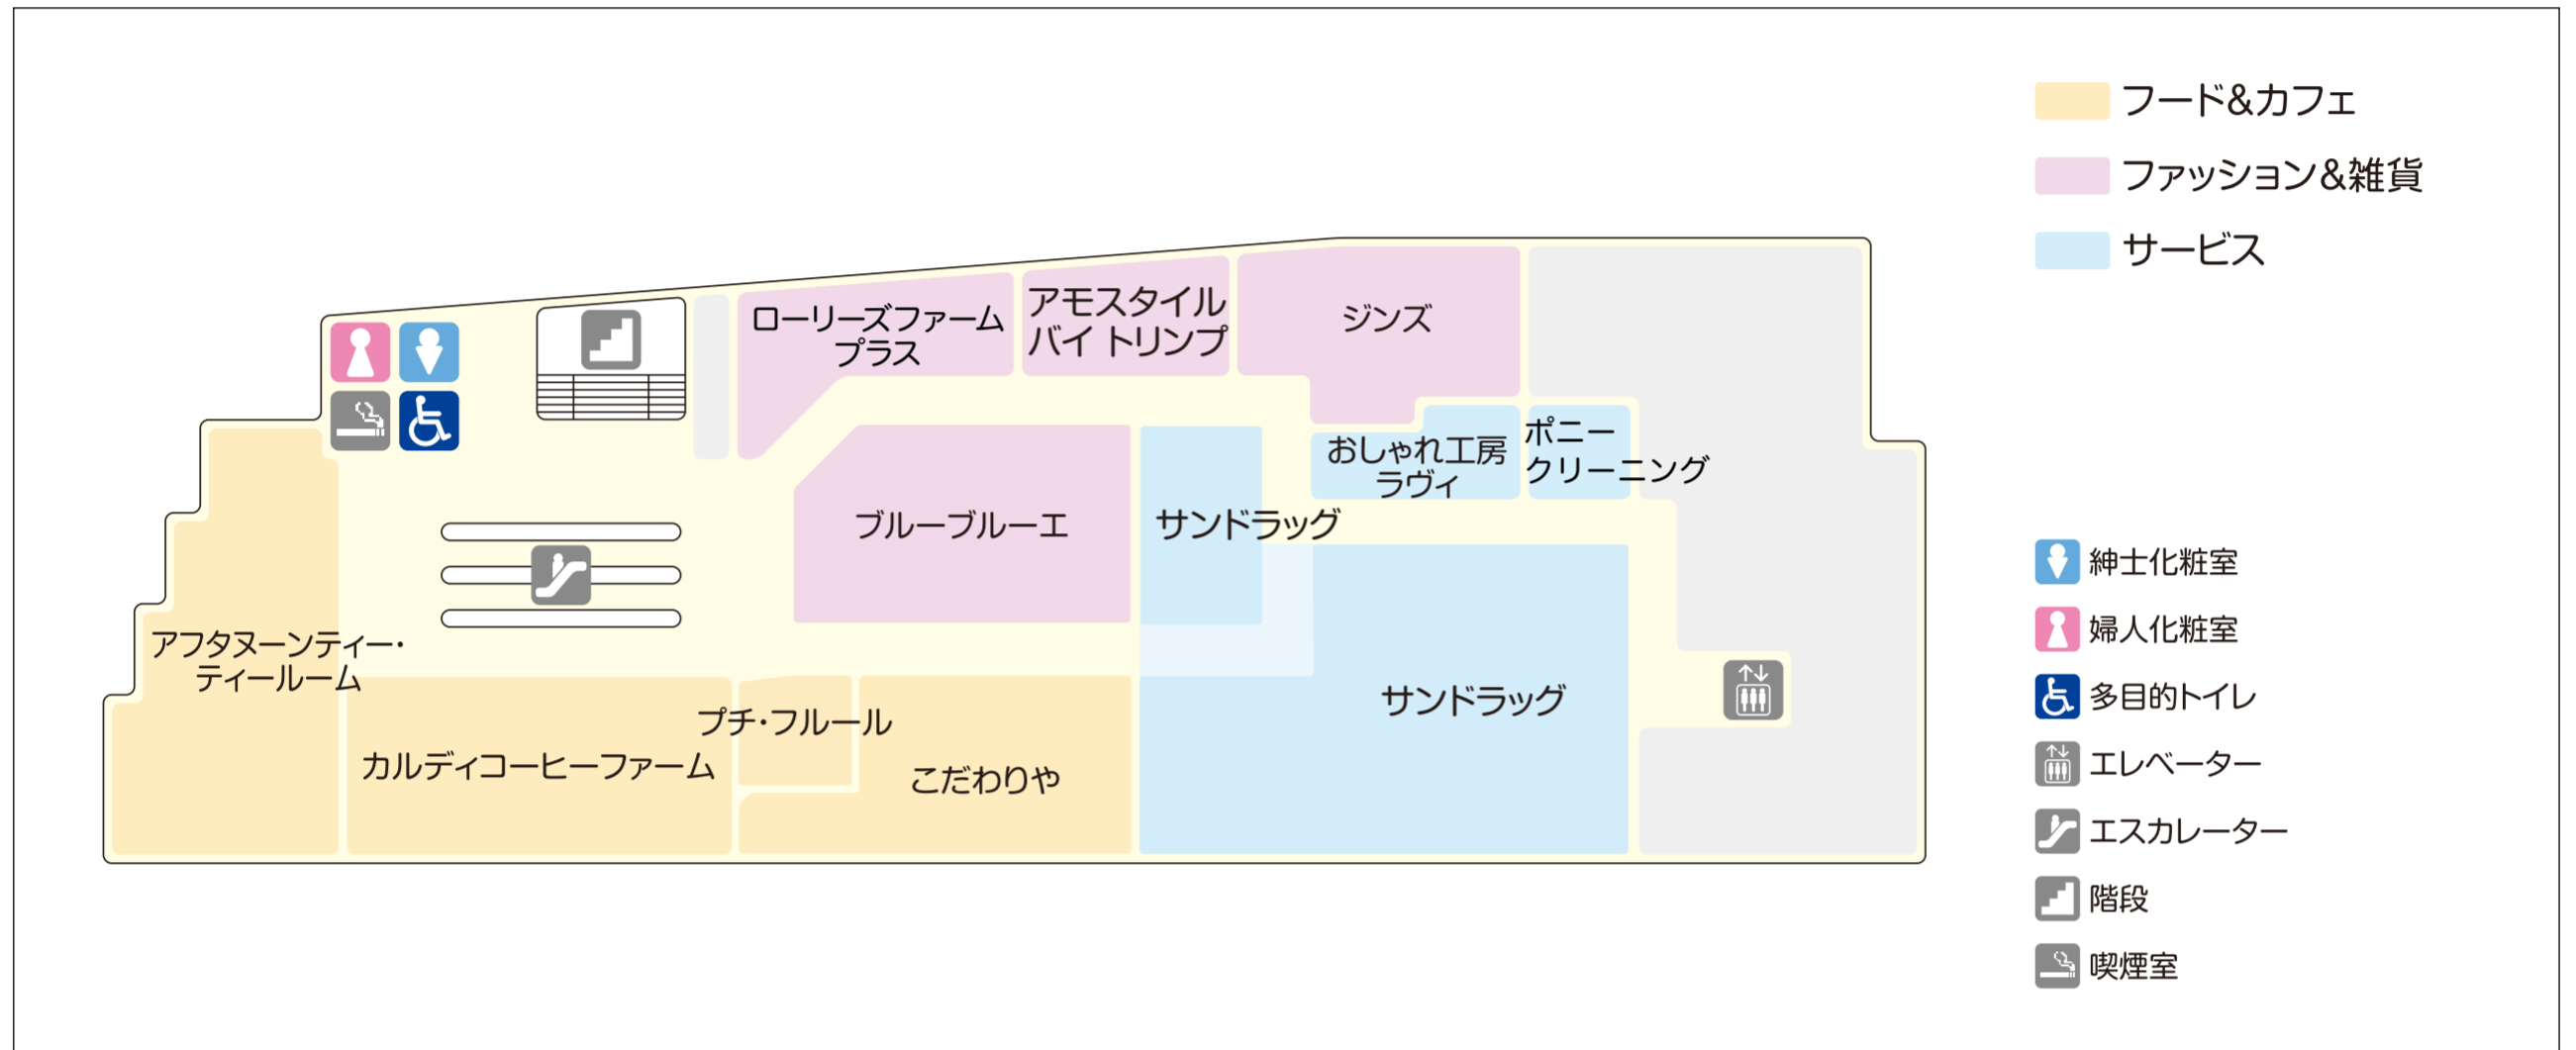 フード&カフェ
ファッション&雑貨
サービス
ローリーズファーム
プラス
アモスタイル
バイ トリンプ
ジンズ
おしゃれ工房
ラヴィ
ポニー
クリーニング
ブルーブルーエ
サンドラッグ
アフタヌーンティー・
ティールーム
カルディコーヒーファーム
プチ・フルール
こだわりや
サンドラッグ
紳士化粧室
婦人化粧室
多目的トイレ
エレベーター
エスカレーター
階段
喫煙室